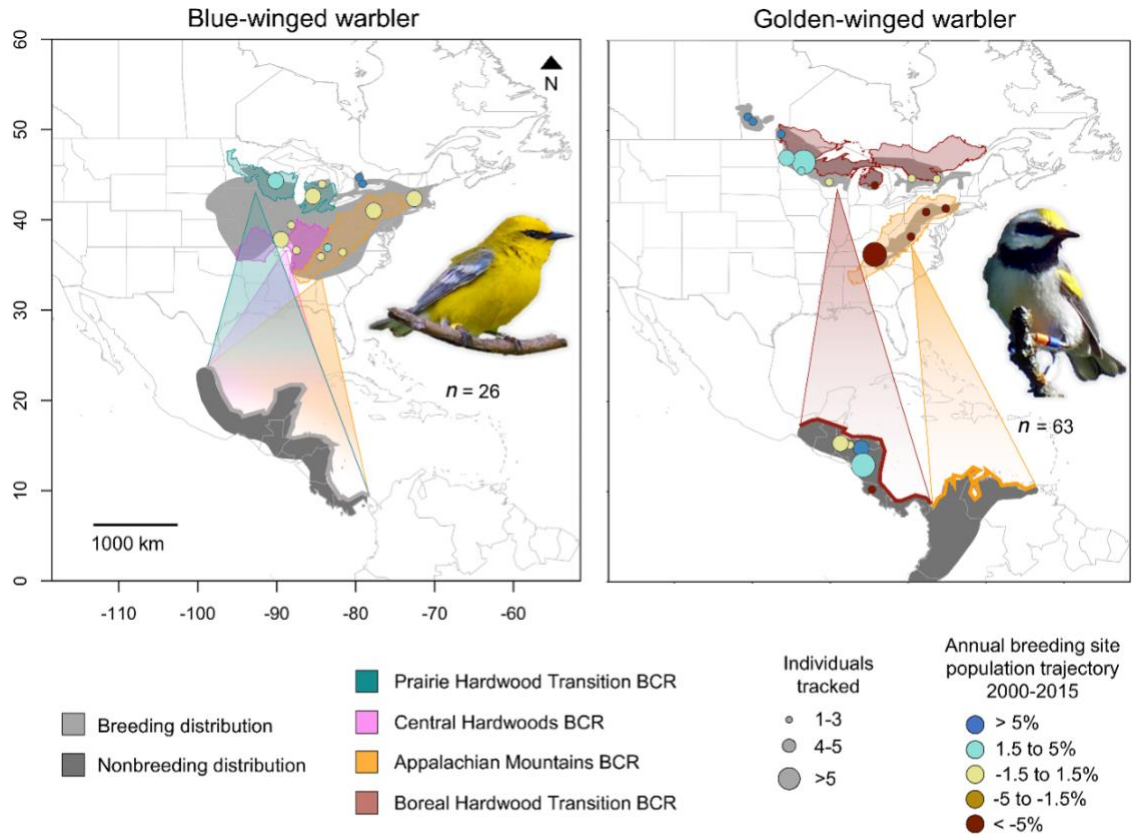 Blue-winged warbler
Golden-winged warbler
60
50
40
30
20
10
0
N
n = 26
n = 63
1000 km
-110
-100
-90
-80
-70
-60
Breeding distribution
Nonbreeding distribution
Prairie Hardwood Transition BCR
Central Hardwoods BCR
Appalachian Mountains BCR
Boreal Hardwood Transition BCR
Individuals
tracked
1-3
4-5
>5
Annual breeding site
population trajectory
2000-2015
> 5%
1.5 to 5%
-1.5 to 1.5%
-5 to -1.5%
< -5%